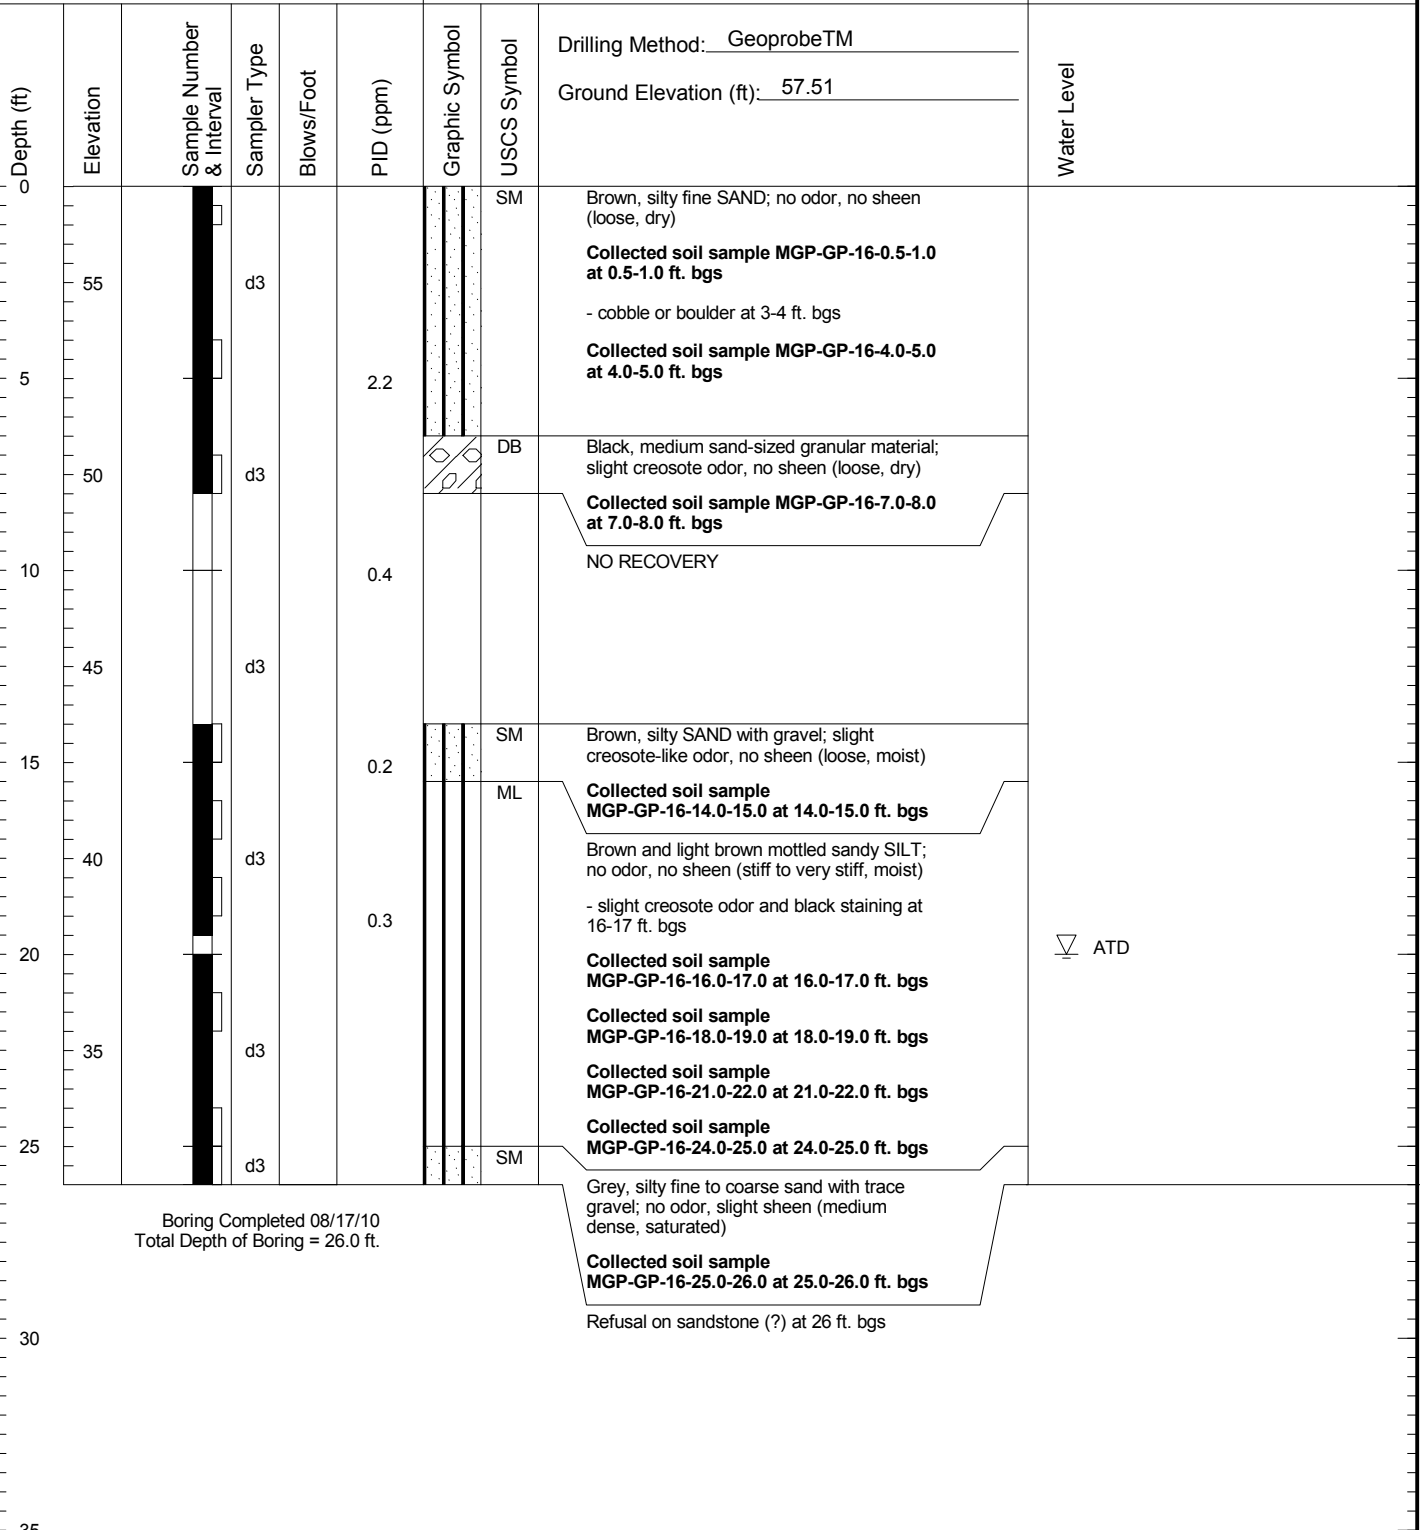 Drilling Method: GeoprobeTM
Ground Elevation (ft): 57.51
Depth (ft)
Elevation
Sample Number
& Interval
Sampler Type
Blows/Foot
PID (ppm)
Graphic Symbol
USCS Symbol
Water Level
0
SM
Brown, silty fine SAND; no odor, no sheen
(loose, dry)
Collected soil sample MGP-GP-16-0.5-1.0
at 0.5-1.0 ft. bgs
55
d3
- cobble or boulder at 3-4 ft. bgs
Collected soil sample MGP-GP-16-4.0-5.0
at 4.0-5.0 ft. bgs
5
2.2
DB
Black, medium sand-sized granular material;
slight creosote odor, no sheen (loose, dry)
50
d3
Collected soil sample MGP-GP-16-7.0-8.0
at 7.0-8.0 ft. bgs
NO RECOVERY
10
0.4
45
d3
SM
Brown, silty SAND with gravel; slight
creosote-like odor, no sheen (loose, moist)
15
0.2
ML
Collected soil sample
MGP-GP-16-14.0-15.0 at 14.0-15.0 ft. bgs
Brown and light brown mottled sandy SILT;
no odor, no sheen (stiff to very stiff, moist)
40
d3
- slight creosote odor and black staining at
16-17 ft. bgs
0.3
20
ATD
Collected soil sample
MGP-GP-16-16.0-17.0 at 16.0-17.0 ft. bgs
Collected soil sample
MGP-GP-16-18.0-19.0 at 18.0-19.0 ft. bgs
35
d3
Collected soil sample
MGP-GP-16-21.0-22.0 at 21.0-22.0 ft. bgs
Collected soil sample
MGP-GP-16-24.0-25.0 at 24.0-25.0 ft. bgs
25
d3
SM
Grey, silty fine to coarse sand with trace
gravel; no odor, slight sheen (medium
dense, saturated)
Boring Completed 08/17/10
Total Depth of Boring = 26.0 ft.
Collected soil sample
MGP-GP-16-25.0-26.0 at 25.0-26.0 ft. bgs
Refusal on sandstone (?) at 26 ft. bgs
30
35